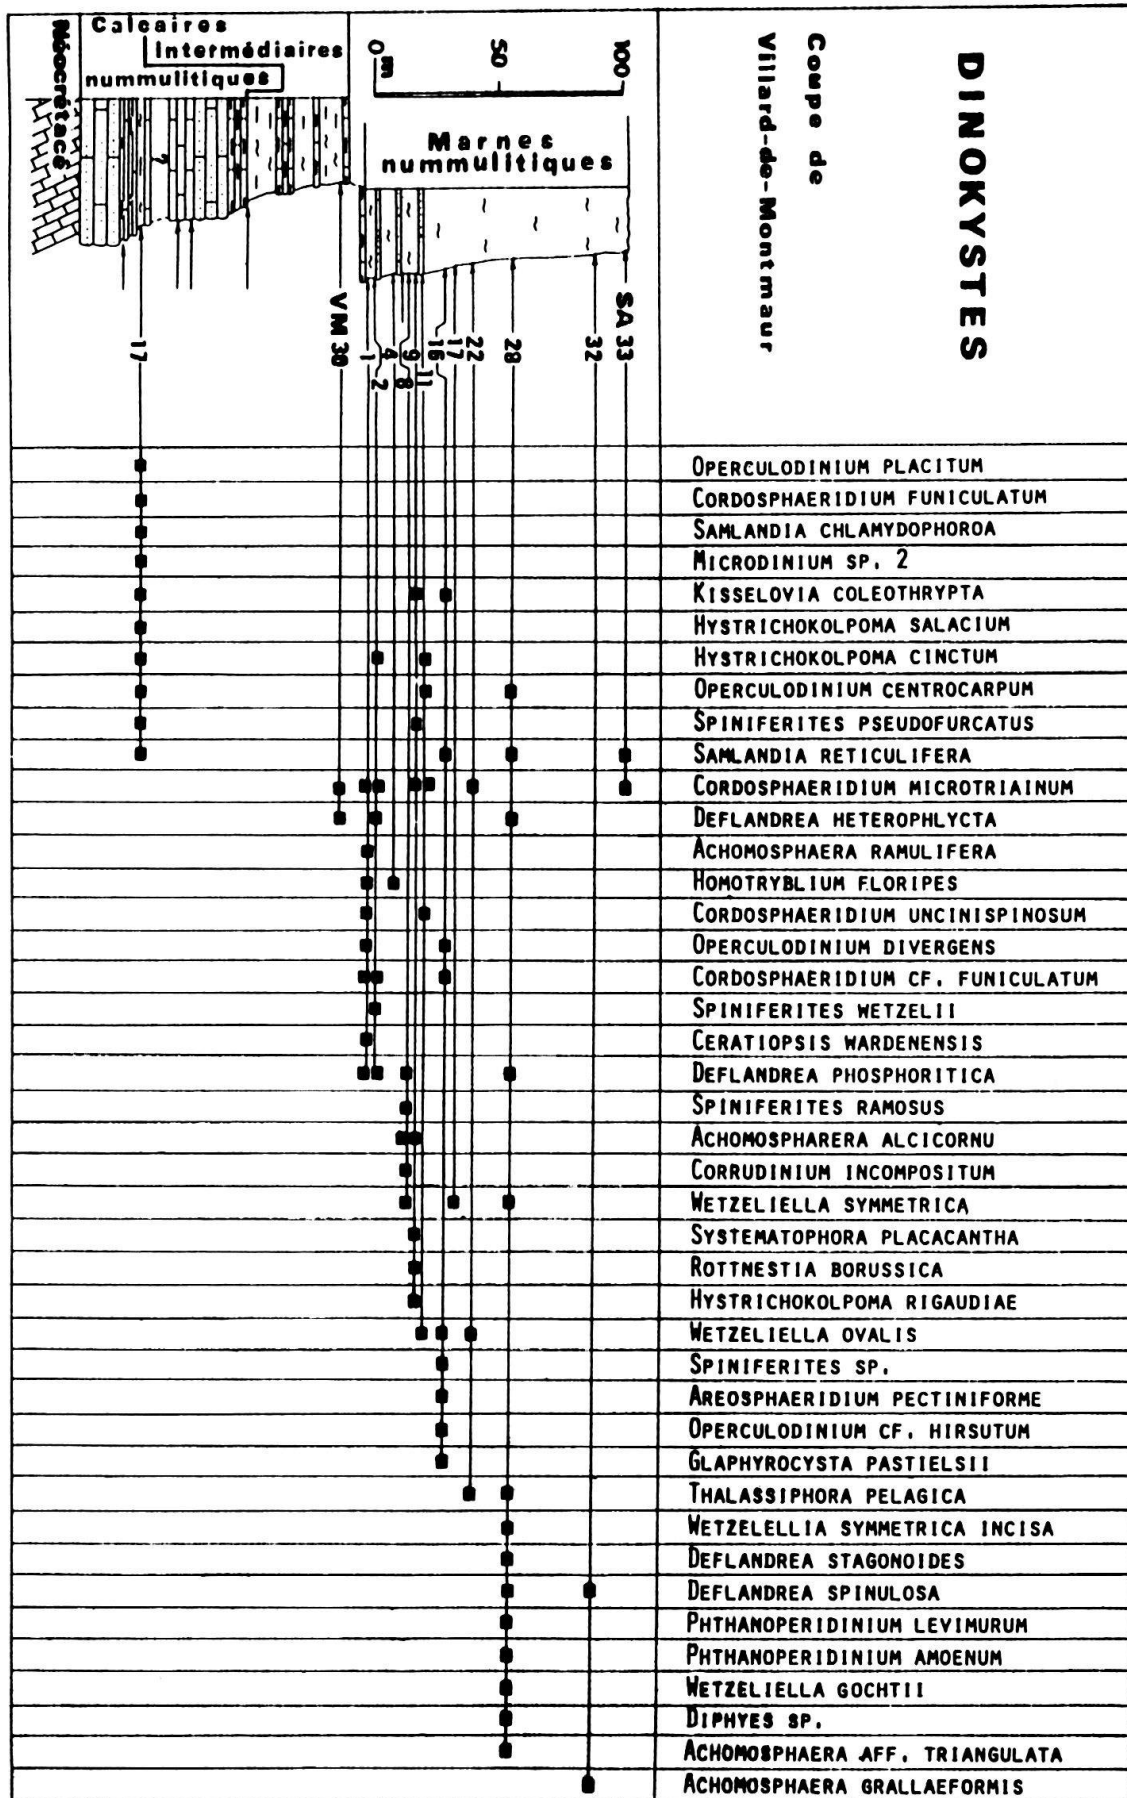 DINOKYSTES
Coupe de
Villard-de-Montmaur
0 m 50 100
Calcaires
Intermédiaires
nummulitiques
Néocrétacé
?
Marnes
nummulitiques
17
VM 30
1
2
4
8
9
11
16
17
22
28
32
SA 33
OPERCULODINIUM PLACITUM
CORDOSPHAERIDIUM FUNICULATUM
SAMLANDIA CHLAMYDOPHOROA
MICRODINIUM SP. 2
KISSELOVIA COLEOTHRYPTA
HYSTRICHOKOLPOMA SALACIUM
HYSTRICHOKOLPOMA CINCTUM
OPERCULODINIUM CENTROCARPUM
SPINIFERITES PSEUDOFURCATUS
SAMLANDIA RETICULIFERA
CORDOSPHAERIDIUM MICROTRIAINUM
DEFLANDREA HETEROPHLYCTA
ACHOMOSPHAERA RAMULIFERA
HOMOTRYBLIUM FLORIPES
CORDOSPHAERIDIUM UNCINISPINOSUM
OPERCULODINIUM DIVERGENS
CORDOSPHAERIDIUM CF. FUNICULATUM
SPINIFERITES WETZELII
CERATIOPSIS WARDENENSIS
DEFLANDREA PHOSPHORITICA
SPINIFERITES RAMOSUS
ACHOMOSPHARERA ALCICORNU
CORRUDINIUM INCOMPOSITUM
WETZELIELLA SYMMETRICA
SYSTEMATOPHORA PLACACANTHA
ROTTNESTIA BORUSSICA
HYSTRICHOKOLPOMA RIGAUDIAE
WETZELIELLA OVALIS
SPINIFERITES SP.
AREOSPHAERIDIUM PECTINIFORME
OPERCULODINIUM CF. HIRSUTUM
GLAPHYROCYSTA PASTIELSII
THALASSIPHORA PELAGICA
WETZELELLIA SYMMETRICA INCISA
DEFLANDREA STAGONOIDES
DEFLANDREA SPINULOSA
PHTHANOPERIDINIUM LEVIMURUM
PHTHANOPERIDINIUM AMOENUM
WETZELIELLA GOCHTII
DIPHYES SP.
ACHOMOSPHAERA AFF. TRIANGULATA
ACHOMOSPHAERA GRALLAEFORMIS